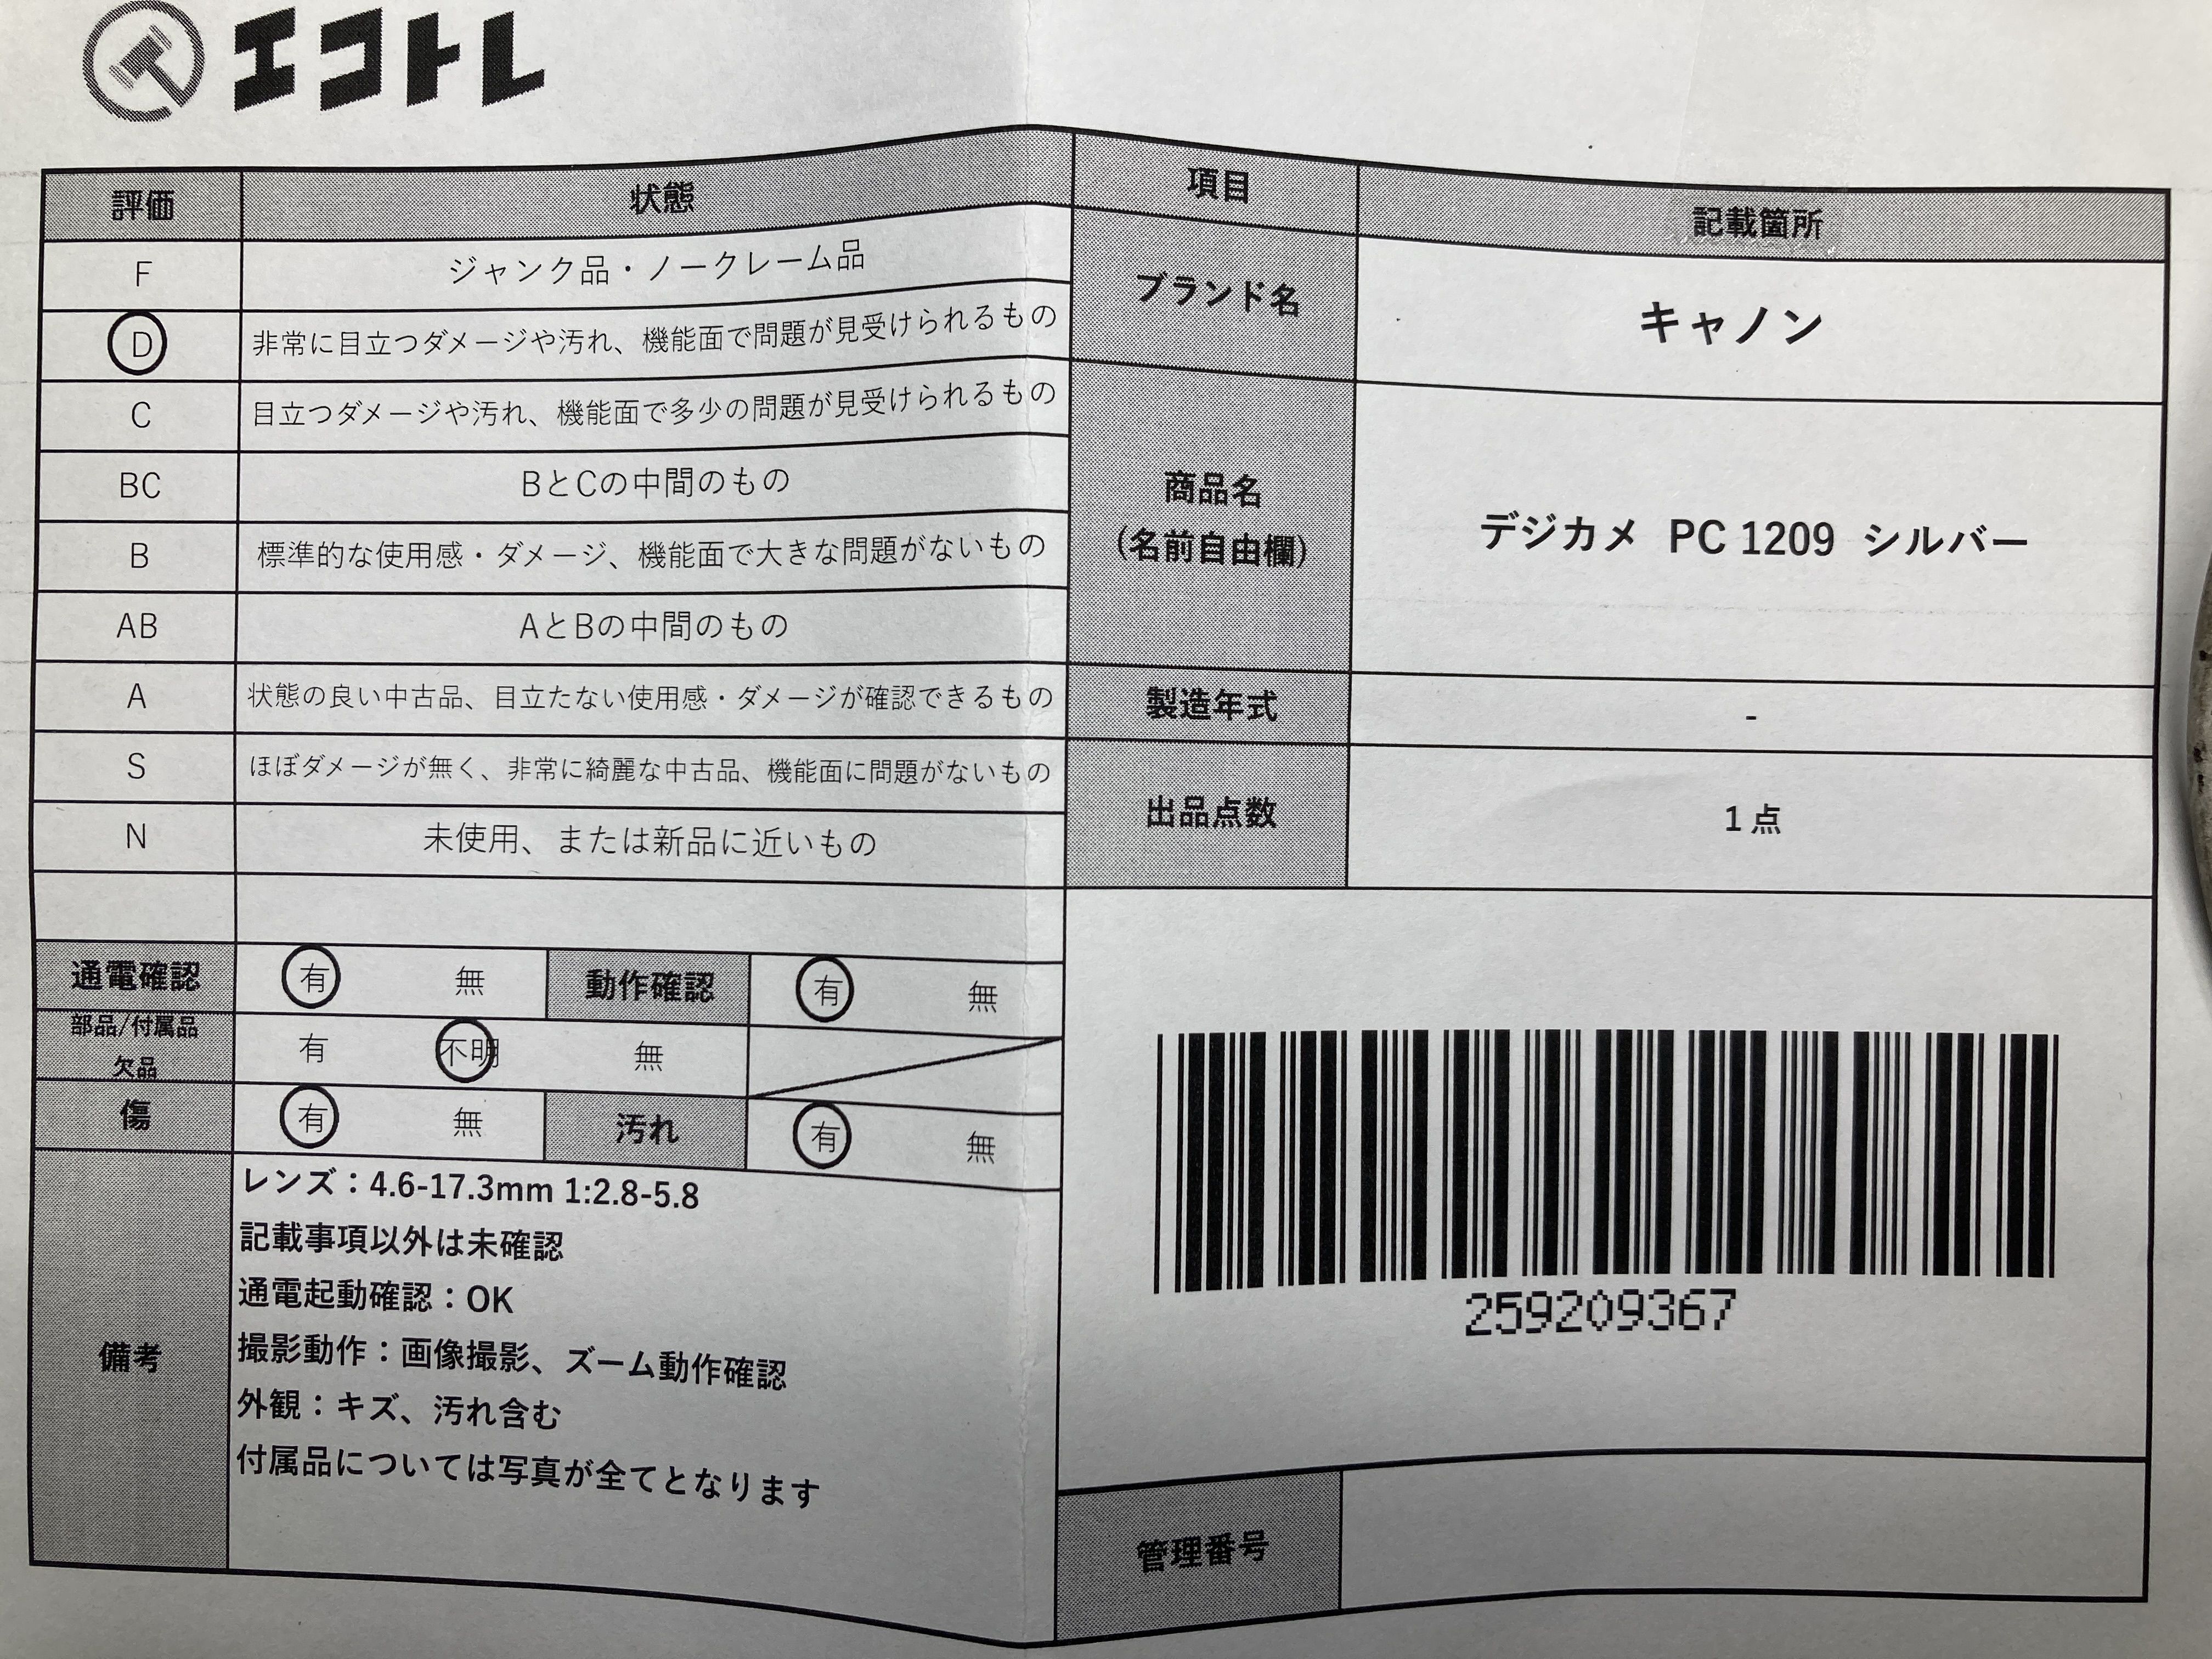 エコトレ
評価 状態
F ジャンク品・ノークレーム品
D 非常に目立つダメージや汚れ、機能面で問題が見受けられるもの
C 目立つダメージや汚れ、機能面で多少の問題が見受けられるもの
BC BとCの中間のもの
B 標準的な使用感・ダメージ、機能面で大きな問題がないもの
AB AとBの中間のもの
A 状態の良い中古品、目立たない使用感・ダメージが確認できるもの
S ほぼダメージが無く、非常に綺麗な中古品、機能面に問題がないもの
N 未使用、または新品に近いもの
通電確認 有 無 動作確認 有 無
部品/付属品
欠品 有 不明 無
傷 有 無 汚れ 有 無
備考
レンズ：4.6-17.3mm 1:2.8-5.8
記載事項以外は未確認
通電起動確認：OK
撮影動作：画像撮影、ズーム動作確認
外観：キズ、汚れ含む
付属品については写真が全てとなります
項目 記載箇所
ブランド名 キャノン
商品名
(名前自由欄) デジカメ PC 1209 シルバー
製造年式 -
出品点数 1 点
259209367
管理番号